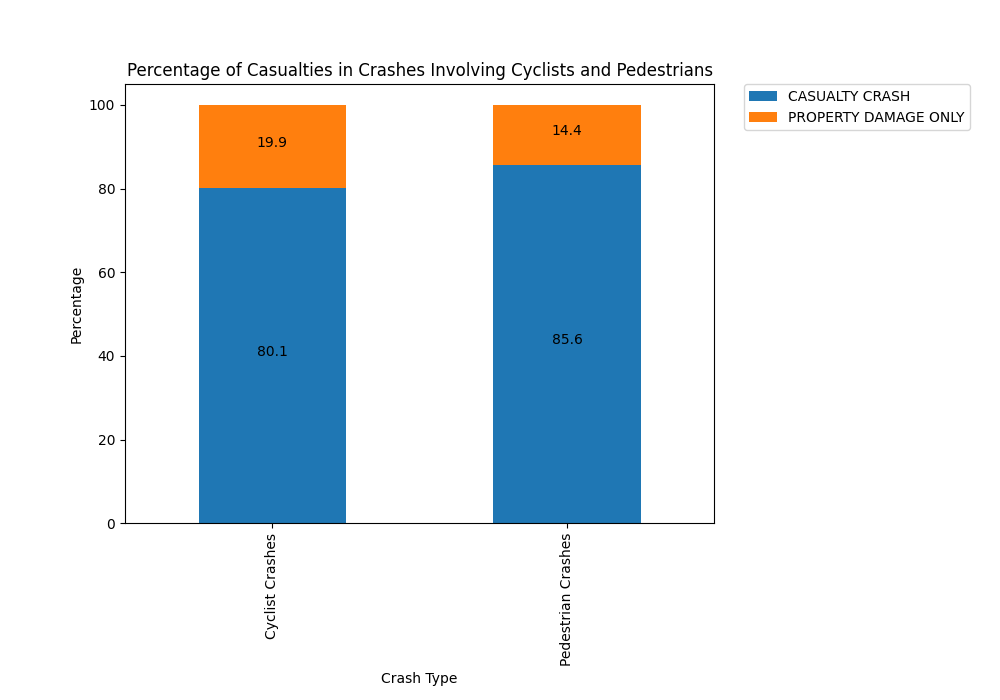 Percentage of Casualties in Crashes Involving Cyclists and Pedestrians
CASUALTY CRASH
PROPERTY DAMAGE ONLY
Percentage
100
80
60
40
20
0
19.9
14.4
80.1
85.6
Cyclist Crashes
Pedestrian Crashes
Crash Type